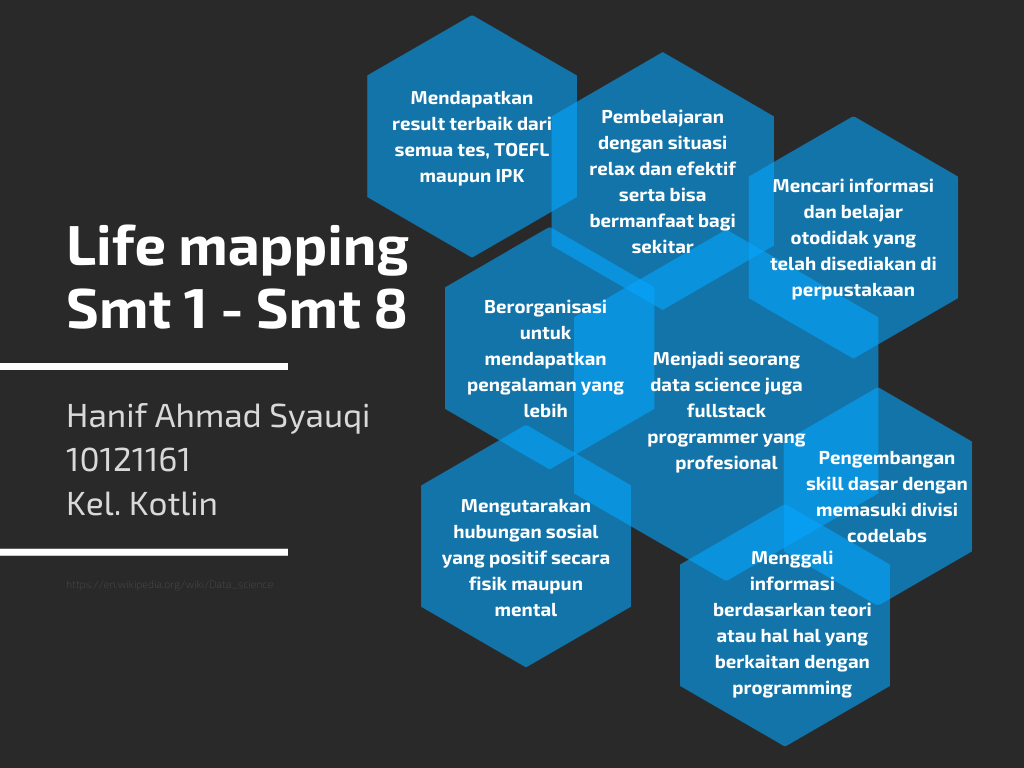 Life mapping
Smt 1 - Smt 8
Hanif Ahmad Syauqi
10121161
Kel. Kotlin
https://en.wikipedia.org/wiki/Data_science
Mendapatkan
result terbaik dari
semua tes, TOEFL
maupun IPK
Pembelajaran
dengan situasi
relax dan efektif
serta bisa
bermanfaat bagi
sekitar
Mencari informasi
dan belajar
otodidak yang
telah disediakan di
perpustakaan
Berorganisasi
untuk
mendapatkan
pengalaman yang
lebih
Menjadi seorang
data science juga
fullstack
programmer yang
profesional
Pengembangan
skill dasar dengan
memasuki divisi
codelabs
Mengutarakan
hubungan sosial
yang positif secara
fisik maupun
mental
Menggali
informasi
berdasarkan teori
atau hal hal yang
berkaitan dengan
programming